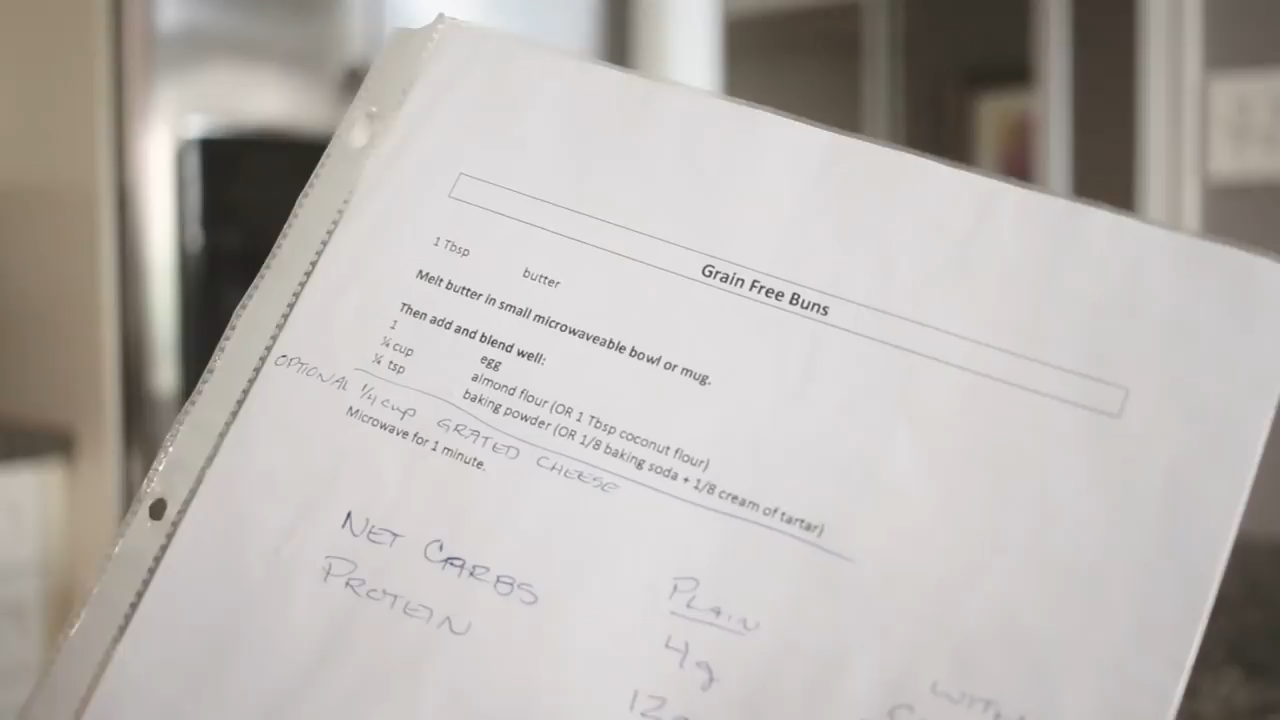 Grain Free Buns
1 Tbsp butter
Melt butter in small microwaveable bowl or mug.
Then add and blend well:
1 egg
¼ cup almond flour (OR 1 Tbsp coconut flour)
¼ tsp baking powder (OR 1/8 baking soda + 1/8 cream of tartar)
OPTIONAL 1/4 cup GRATED CHEESE
Microwave for 1 minute.
PLAIN
WITH
NET CARBS 4g
PROTEIN